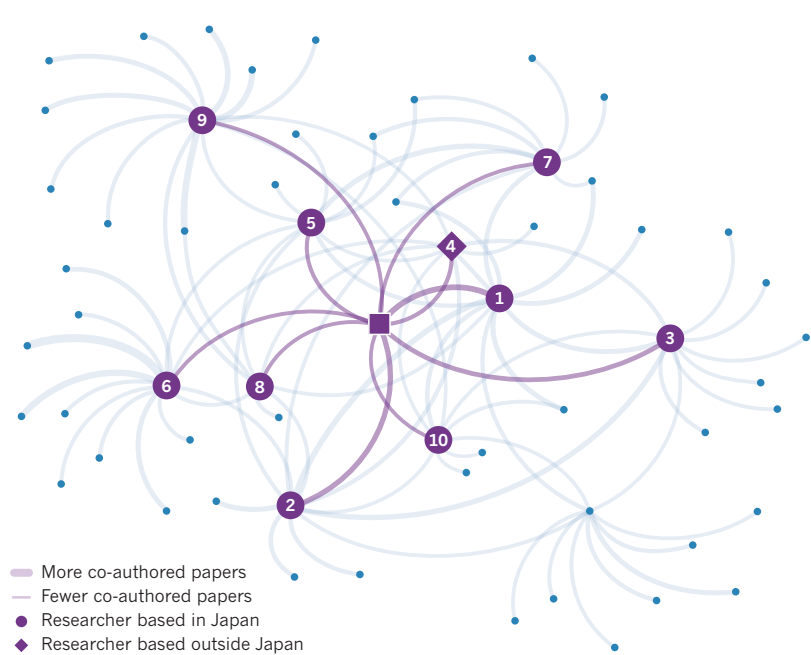 9
7
5
4
1
3
6
8
10
2
More co-authored papers
Fewer co-authored papers
Researcher based in Japan
Researcher based outside Japan